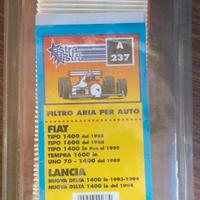 A
237
FILTRO ARIA PER AUTO
FIAT
TIPO 1400 dal 1988
TIPO 1600 dal 1988
TIPO 1400 ie fino al 1989
TEMPRA 1600 ie
UNO 70 - 1400 dal 1989
LANCIA
NUOVA DELTA 1400 ie 1993-1994
NUOVA DELTA 1600 ie dal 1994